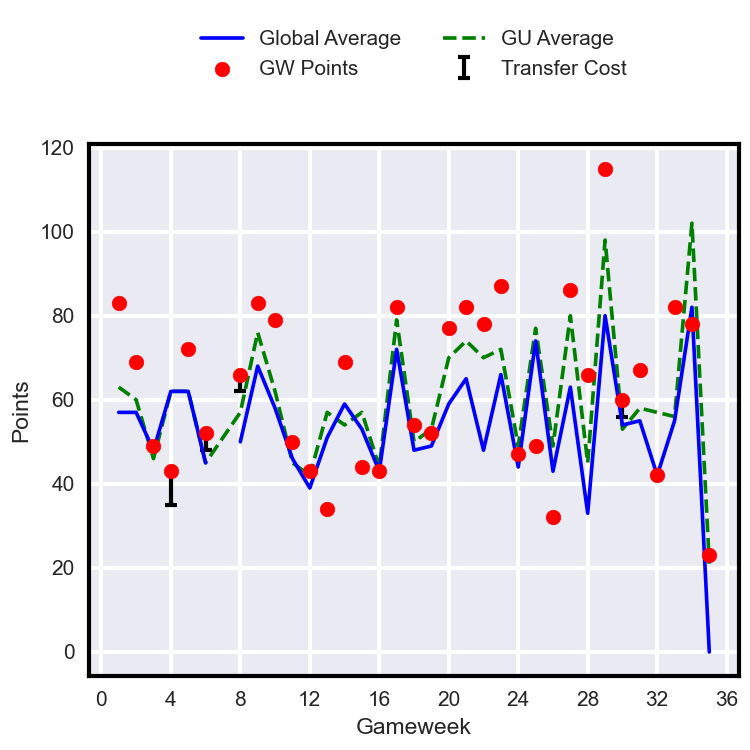 Global Average
GU Average
GW Points
Transfer Cost
120
100
80
60
40
20
0
Points
0 4 8 12 16 20 24 28 32 36
Gameweek